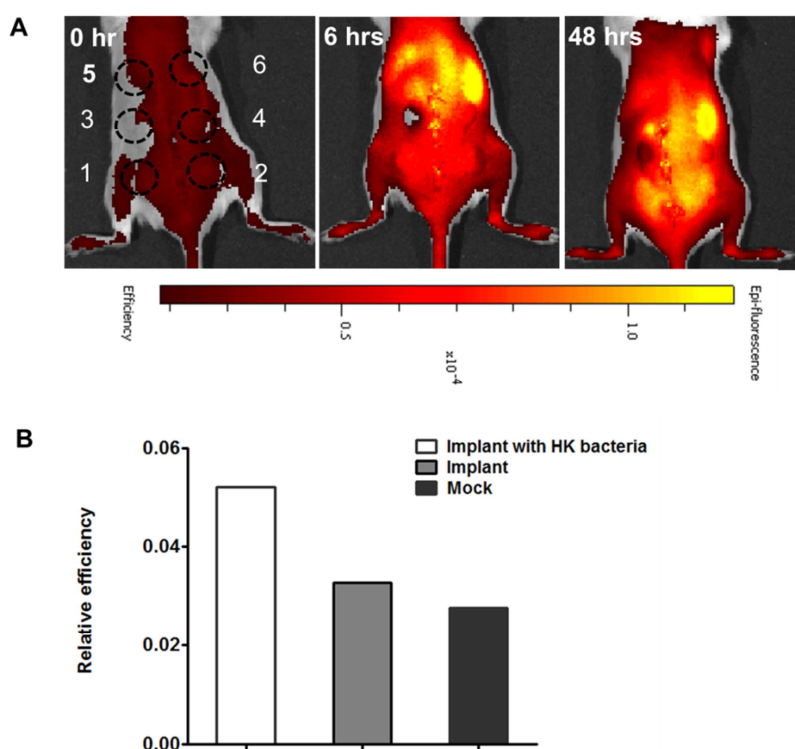 A
0 hr
6 hrs
48 hrs
5
6
3
4
1
2
Efficiency
0.5
1.0
Epi-fluorescence
x10⁻⁴
B
Implant with HK bacteria
Implant
Mock
Relative efficiency
0.06
0.04
0.02
0.00